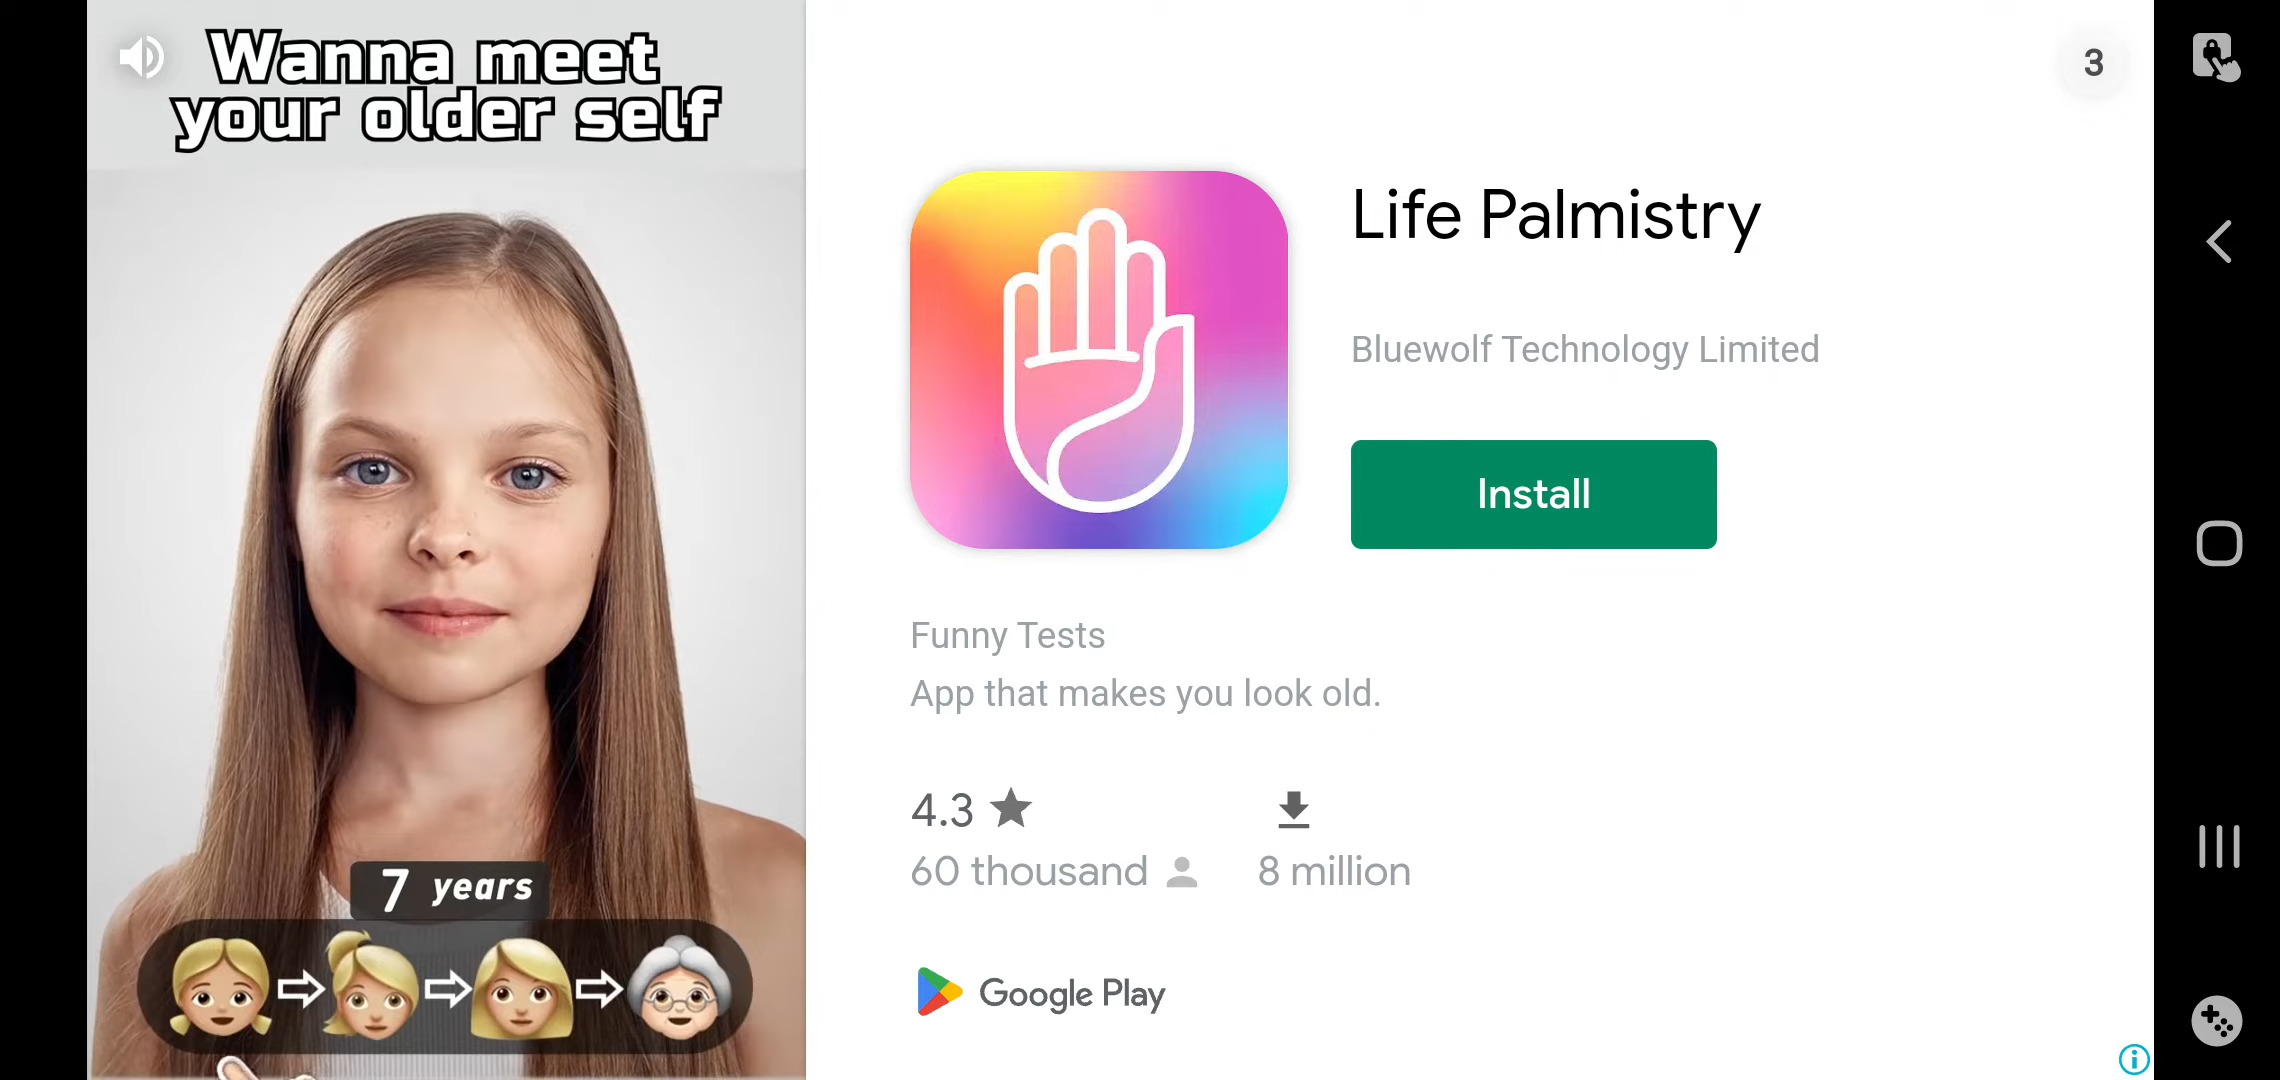 Wanna meet
your older self
7 years
3
Life Palmistry
Bluewolf Technology Limited
Install
Funny Tests
App that makes you look old.
4.3
60 thousand
8 million
Google Play